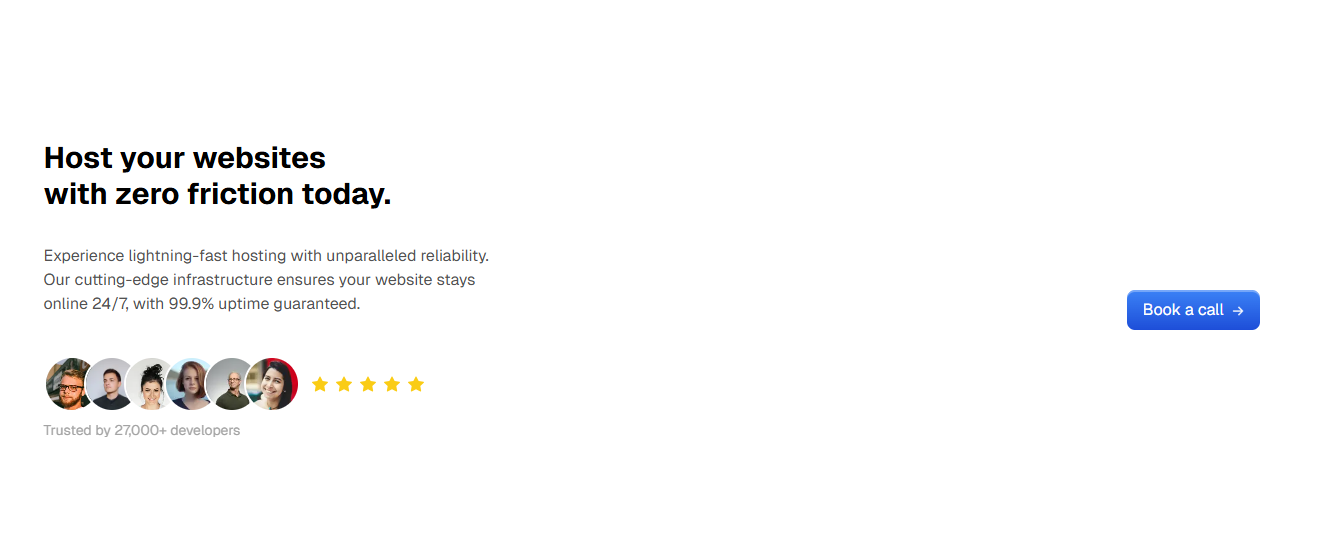 Host your websites
with zero friction today.
Experience lightning-fast hosting with unparalleled reliability.
Our cutting-edge infrastructure ensures your website stays
online 24/7, with 99.9% uptime guaranteed.
Book a call →
Trusted by 27,000+ developers